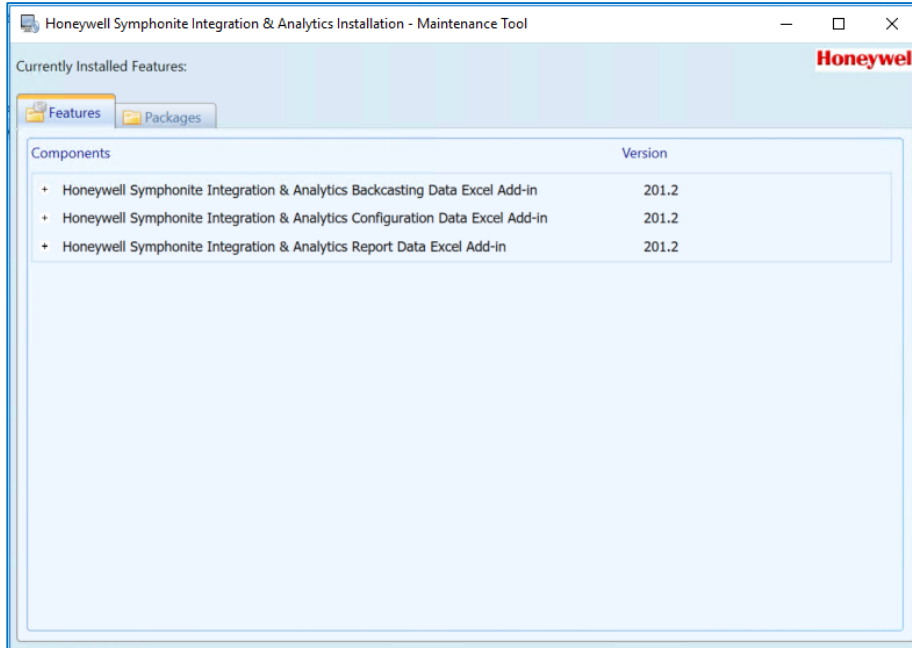 Honeywell Symphonite Integration & Analytics Installation - Maintenance Tool
Currently Installed Features:
Honeywel
Features
Packages
Components Version
+ Honeywell Symphonite Integration & Analytics Backcasting Data Excel Add-in 201.2
+ Honeywell Symphonite Integration & Analytics Configuration Data Excel Add-in 201.2
+ Honeywell Symphonite Integration & Analytics Report Data Excel Add-in 201.2